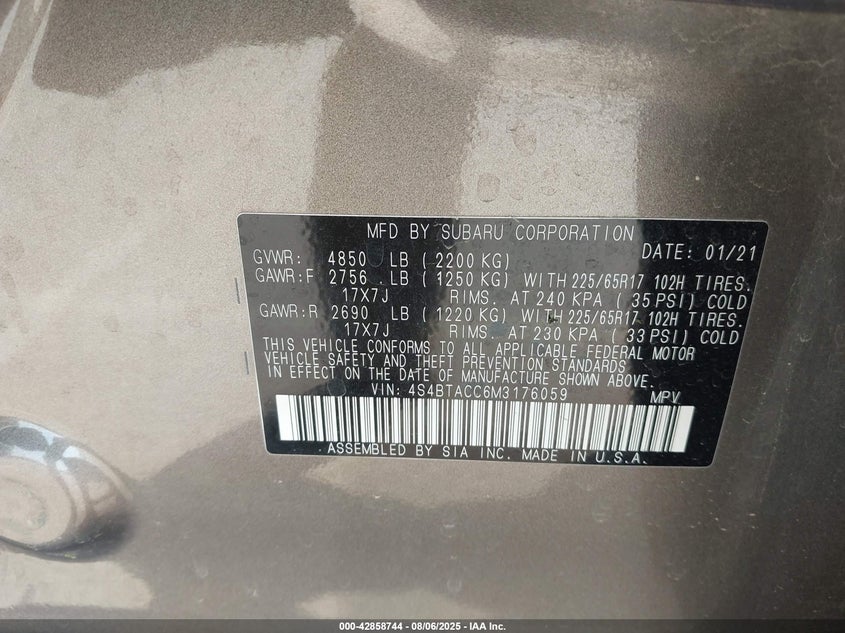 MFD BY SUBARU CORPORATION
DATE: 01/21
GVWR: 4850 LB (2200 KG)
GAWR:F 2756 LB (1250 KG) WITH 225/65R17 102H TIRES.
17X7J RIMS. AT 240 KPA (35 PSI) COLD
GAWR:R 2690 LB (1220 KG) WITH 225/65R17 102H TIRES.
17X7J RIMS. AT 230 KPA (33 PSI) COLD
THIS VEHICLE CONFORMS TO ALL APPLICABLE FEDERAL MOTOR
VEHICLE SAFETY AND THEFT PREVENTION STANDARDS
IN EFFECT ON THE DATE OF MANUFACTURE SHOWN ABOVE.
VIN: 4S4BTACC6M3176059 MPV
ASSEMBLED BY SIA INC. MADE IN U.S.A.
000-42858744 - 08/06/2025 - IAA Inc.